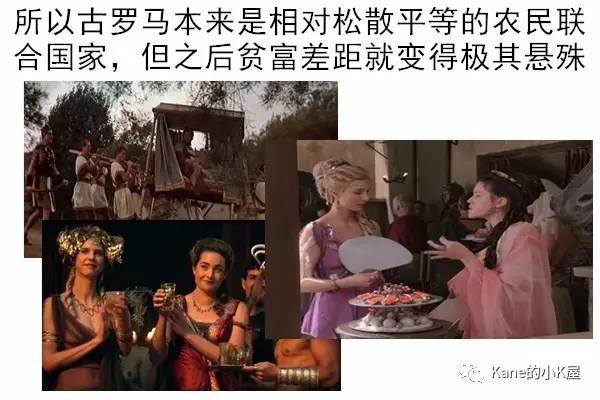 所以古罗马本来是相对松散平等的农民联
合国家，但之后贫富差距就变得极其悬殊
Kane的小K屋